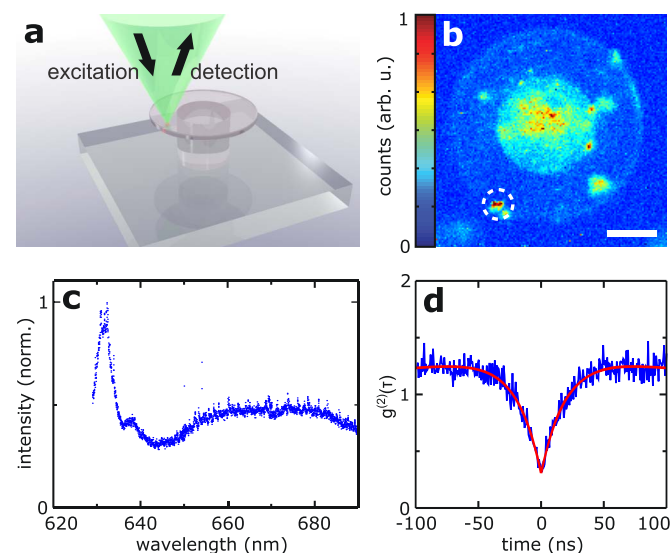 a
excitation
detection
b
counts (arb. u.)
1
0
c
intensity (norm.)
1
0
620
640
660
680
wavelength (nm)
d
g⁽²⁾(τ)
2
1
0
-100
-50
0
50
100
time (ns)